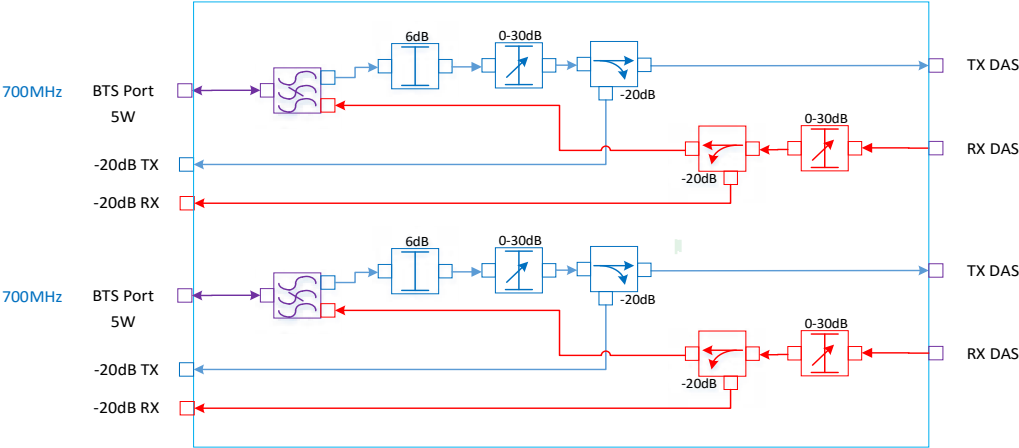 6dB
0-30dB
TX DAS
700MHz
BTS Port
5W
-20dB
0-30dB
RX DAS
-20dB TX
-20dB
-20dB RX
6dB
0-30dB
TX DAS
700MHz
BTS Port
5W
-20dB
0-30dB
RX DAS
-20dB TX
-20dB
-20dB RX